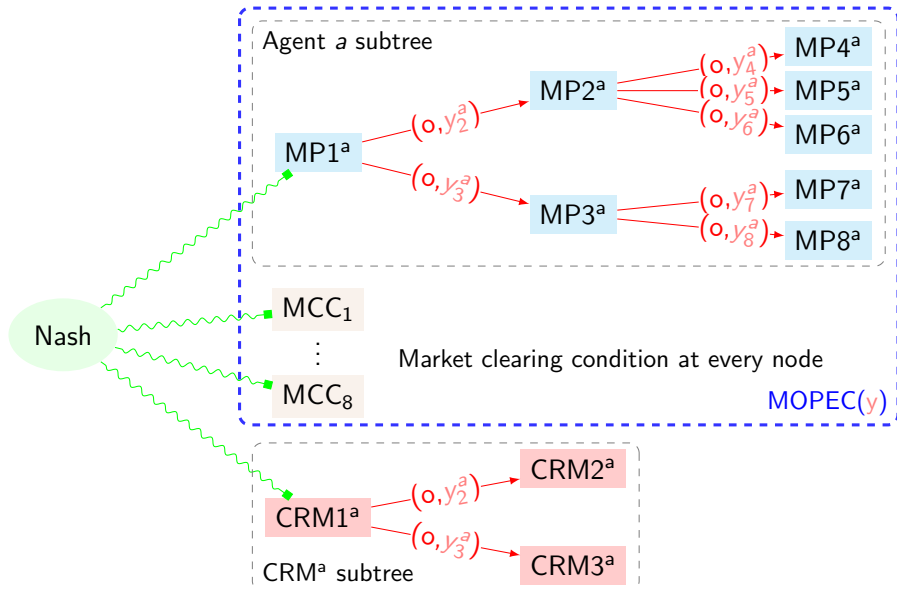 Agent a subtree
MP1ᵃ
(o,y₂ᵃ)
(o,y₃ᵃ)
MP2ᵃ
MP3ᵃ
(o,y₄ᵃ)
(o,y₅ᵃ)
(o,y₆ᵃ)
(o,y₇ᵃ)
(o,y₈ᵃ)
MP4ᵃ
MP5ᵃ
MP6ᵃ
MP7ᵃ
MP8ᵃ
Nash
MCC₁
⋮
MCC₈
Market clearing condition at every node
MOPEC(y)
CRM1ᵃ
(o,y₂ᵃ)
(o,y₃ᵃ)
CRM2ᵃ
CRM3ᵃ
CRMᵃ subtree